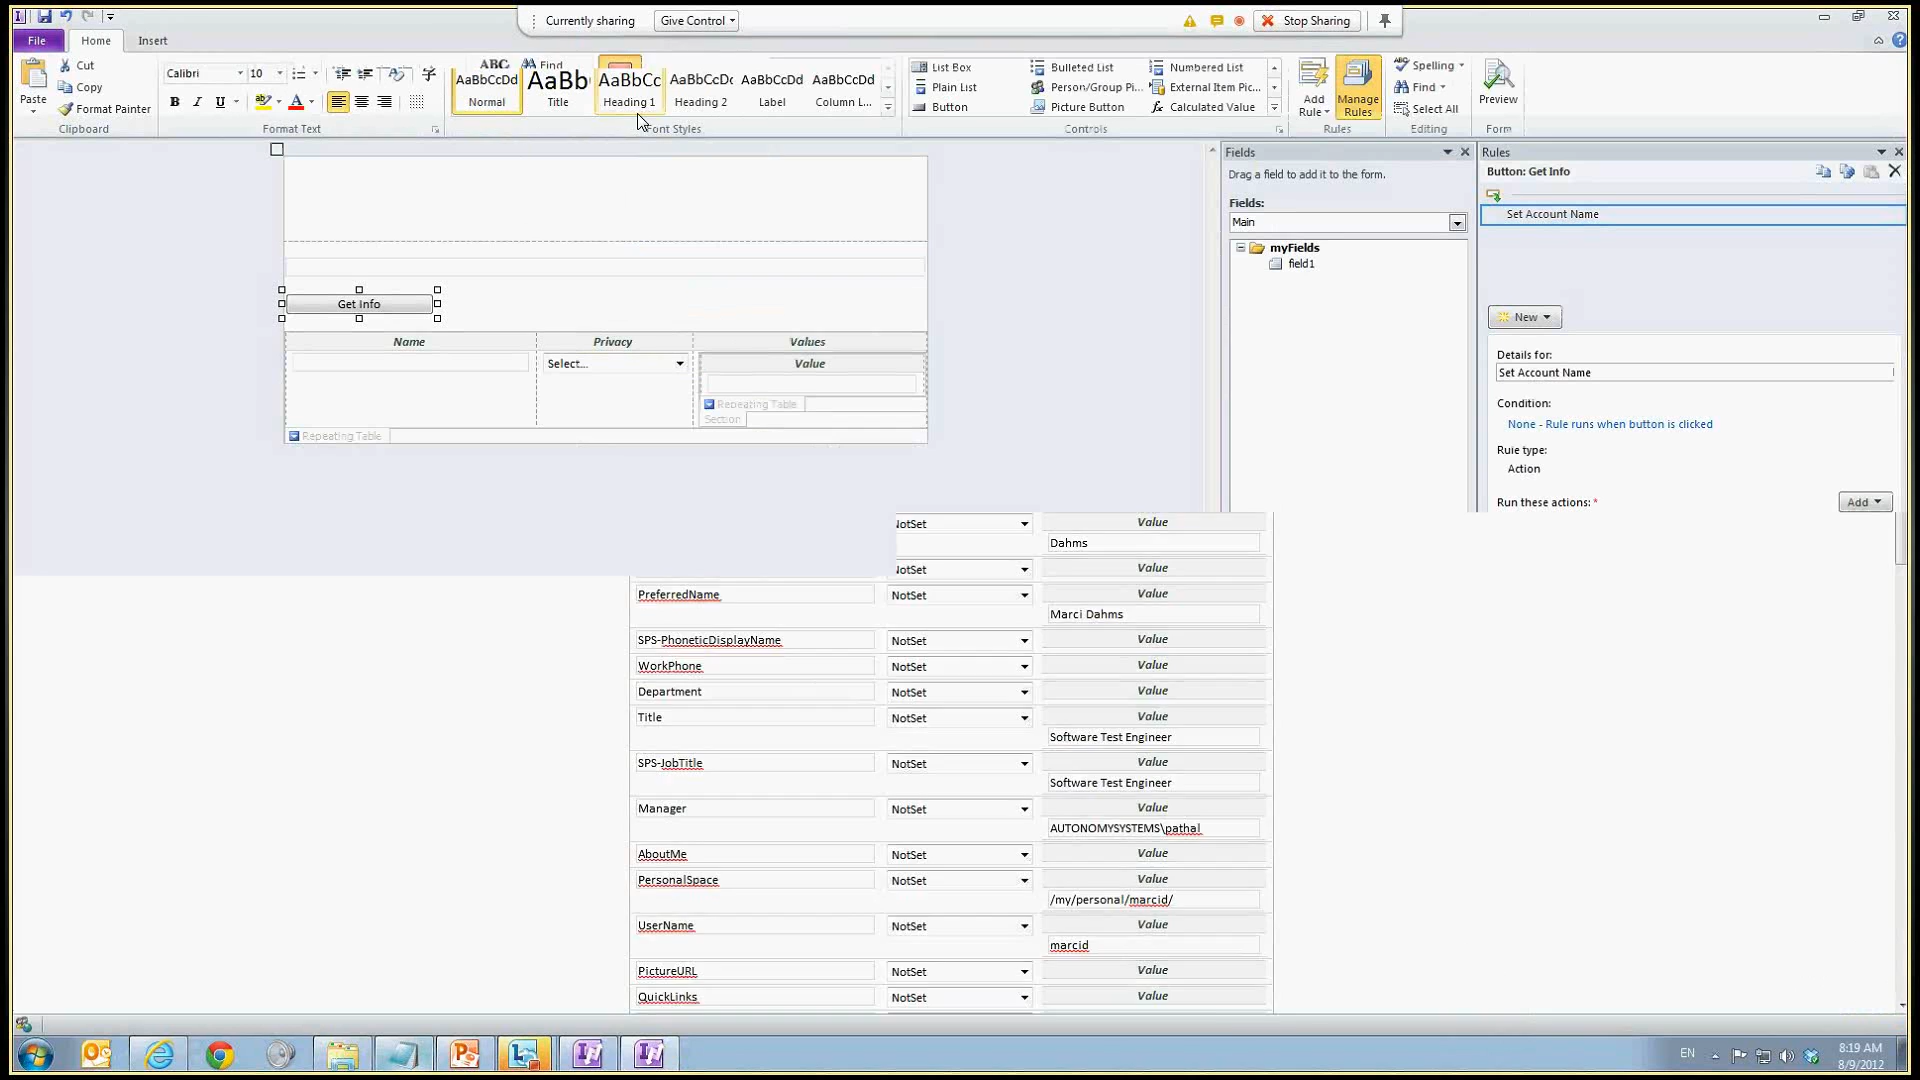 Currently sharing
Give Control
Stop Sharing
File
Home
Insert
Paste
Cut
Copy
Format Painter
Clipboard
Calibri
10
B I U
Format Text
ABC
Find
AaBbCcDd
Normal
AaBb
Title
AaBbCc
Heading 1
AaBbCcDc
Heading 2
AaBbCcDd
Label
AaBbCcDd
Column L...
Font Styles
List Box
Plain List
Button
Bulleted List
Person/Group Pi...
Picture Button
Numbered List
External Item Pic...
Calculated Value
Controls
Add
Rule
Manage
Rules
Rules
Spelling
Find
Select All
Editing
Preview
Form
Get Info
Name
Privacy
Values
Select...
Value
Repeating Table
Section
Repeating Table
Fields
Drag a field to add it to the form.
Fields:
Main
myFields
field1
Rules
Button: Get Info
Set Account Name
New
Details for:
Set Account Name
Condition:
None - Rule runs when button is clicked
Rule type:
Action
Run these actions: *
Add
NotSet
Value
Dahms
NotSet
Value
PreferredName
NotSet
Value
Marci Dahms
SPS-PhoneticDisplayName
NotSet
Value
WorkPhone
NotSet
Value
Department
NotSet
Value
Title
NotSet
Value
Software Test Engineer
SPS-JobTitle
NotSet
Value
Software Test Engineer
Manager
NotSet
Value
AUTONOMYSYSTEMS\pathal
AboutMe
NotSet
Value
PersonalSpace
NotSet
Value
/my/personal/marcid/
UserName
NotSet
Value
marcid
PictureURL
NotSet
Value
QuickLinks
NotSet
Value
EN
8:19 AM
8/9/2012